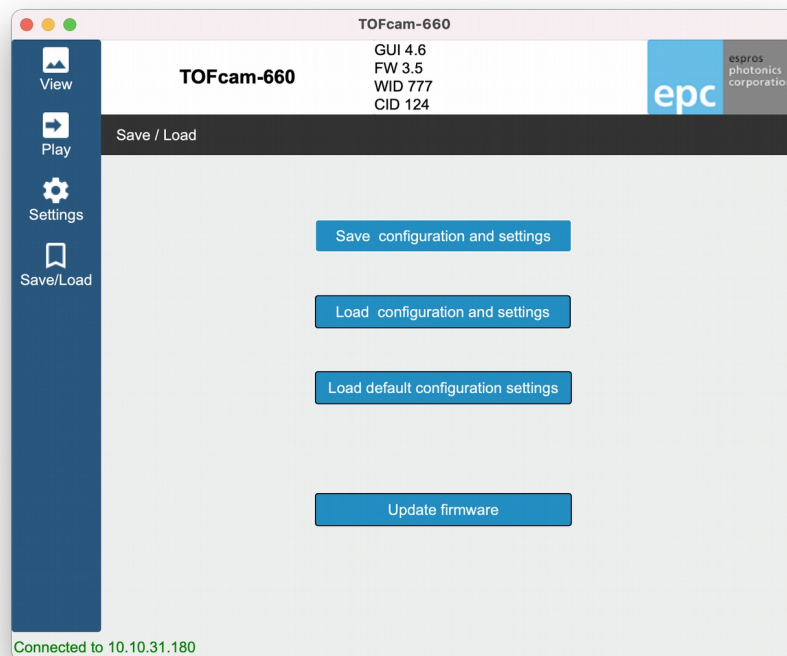 TOFcam-660
View
TOFcam-660
GUI 4.6
FW 3.5
WID 777
CID 124
epc
espros
photonics
corporation
Play
Save / Load
Settings
Save/Load
Save  configuration and settings
Load  configuration and settings
Load default configuration settings
Update firmware
Connected to 10.10.31.180